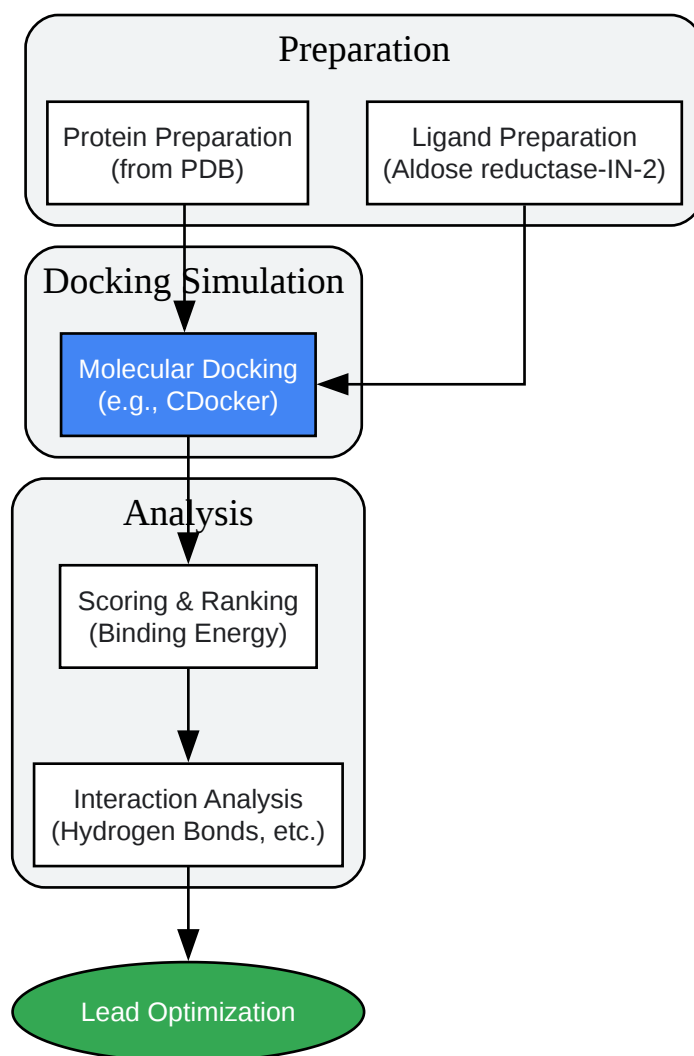 Preparation
Protein Preparation
(from PDB)
Ligand Preparation
(Aldose reductase-IN-2)
Docking Simulation
Molecular Docking
(e.g., CDocker)
Analysis
Scoring & Ranking
(Binding Energy)
Interaction Analysis
(Hydrogen Bonds, etc.)
Lead Optimization